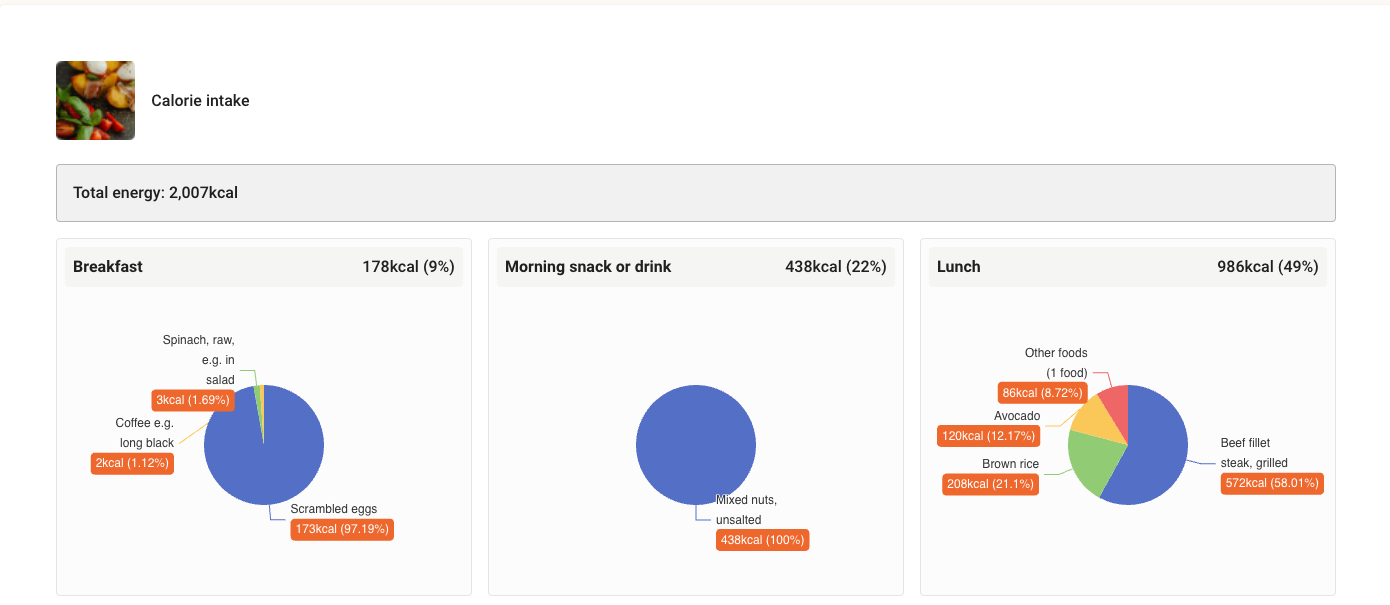 Calorie intake
Total energy: 2,007kcal
Breakfast
178kcal (9%)
Spinach, raw,
e.g. in
salad
3kcal (1.69%)
Coffee e.g.
long black
2kcal (1.12%)
Scrambled eggs
173kcal (97.19%)
Morning snack or drink
438kcal (22%)
Mixed nuts,
unsalted
438kcal (100%)
Lunch
986kcal (49%)
Other foods
(1 food)
86kcal (8.72%)
Avocado
120kcal (12.17%)
Brown rice
208kcal (21.1%)
Beef fillet
steak, grilled
572kcal (58.01%)